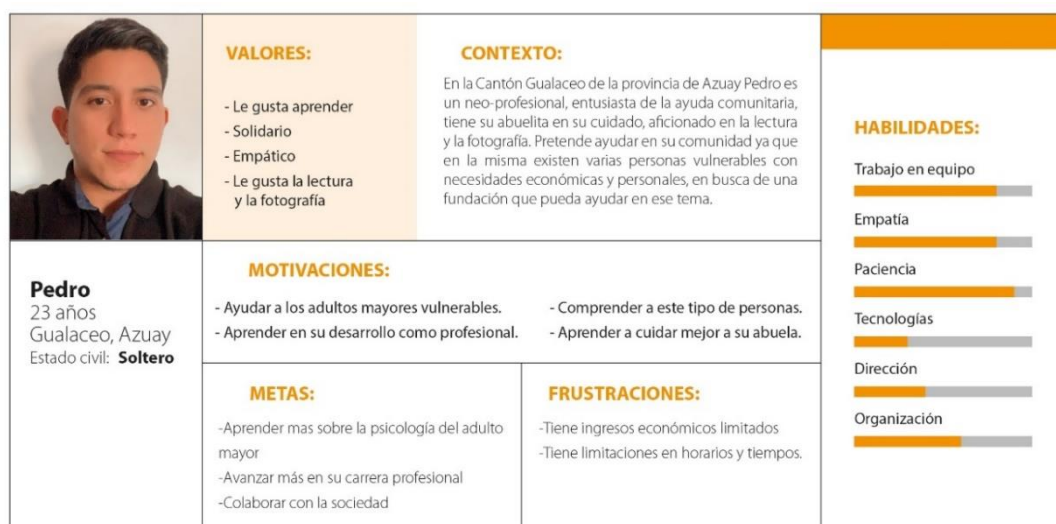 VALORES:
- Le gusta aprender
- Solidario
- Empático
- Le gusta la lectura
y la fotografía
CONTEXTO:
En la Cantón Gualaceo de la provincia de Azuay Pedro es
un neo-profesional, entusiasta de la ayuda comunitaria,
tiene su abuelita en su cuidado, aficionado en la lectura
y la fotografía. Pretende ayudar en su comunidad ya que
en la misma existen varias personas vulnerables con
necesidades económicas y personales, en busca de una
fundación que pueda ayudar en ese tema.
Pedro
23 años
Gualaceo, Azuay
Estado civil: Soltero
MOTIVACIONES:
- Ayudar a los adultos mayores vulnerables.
- Aprender en su desarrollo como profesional.
- Comprender a este tipo de personas.
- Aprender a cuidar mejor a su abuela.
METAS:
-Aprender mas sobre la psicología del adulto
mayor
-Avanzar más en su carrera profesional
-Colaborar con la sociedad
FRUSTRACIONES:
-Tiene ingresos económicos limitados
-Tiene limitaciones en horarios y tiempos.
HABILIDADES:
Trabajo en equipo
Empatía
Paciencia
Tecnologías
Dirección
Organización